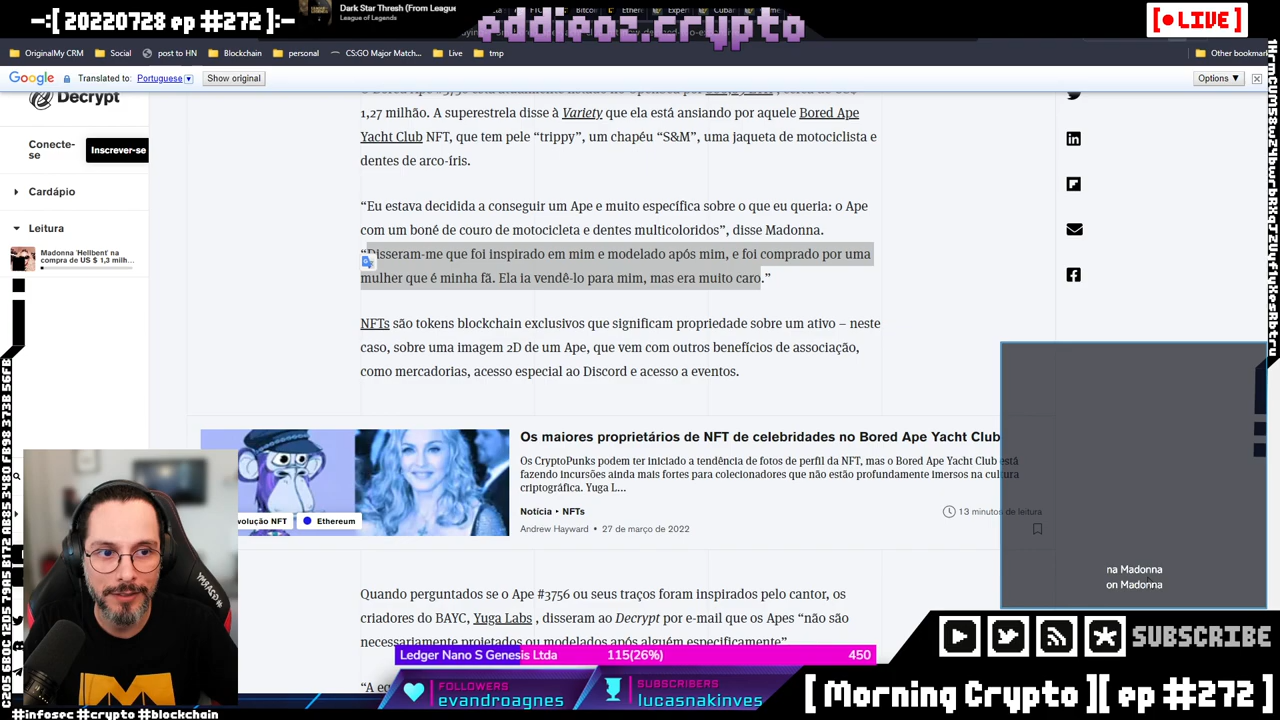 -:[ 20220728 ep #272 ]:-
Dark Star Thresh (From Leagu
League of Legends
eddieoz.crypto
[ ● LIVE ]
OriginalMy CRM
Social
post to HN
Blockchain
personal
CS:GO Major Match...
Live
tmp
Other bookmar
Google
Translated to:
Portuguese
Show original
Options ▼
Decrypt
Conecte-
se
Inscrever-se
Cardápio
Leitura
Madonna "Hellbent" na
compra de US $ 1,3 milh...
1,27 milhão. A superestrela disse à Variety que ela está ansiando por aquele Bored Ape
Yacht Club NFT, que tem pele “trippy”, um chapéu “S&M”, uma jaqueta de motociclista e
dentes de arco-íris.
“Eu estava decidida a conseguir um Ape e muito específica sobre o que eu queria: o Ape
com um boné de couro de motocicleta e dentes multicoloridos”, disse Madonna.
“Disseram-me que foi inspirado em mim e modelado após mim, e foi comprado por uma
mulher que é minha fã. Ela ia vendê-lo para mim, mas era muito caro.”
NFTs são tokens blockchain exclusivos que significam propriedade sobre um ativo – neste
caso, sobre uma imagem 2D de um Ape, que vem com outros benefícios de associação,
como mercadorias, acesso especial ao Discord e acesso a eventos.
Os maiores proprietários de NFT de celebridades no Bored Ape Yacht Club
Os CryptoPunks podem ter iniciado a tendência de fotos de perfil da NFT, mas o Bored Ape Yacht Club está
fazendo incursões ainda mais fortes para colecionadores que não estão profundamente imersos na cultura
criptográfica. Yuga L...
volução NFT
Ethereum
Notícia ‣ NFTs
13 minutos de leitura
Andrew Hayward • 27 de março de 2022
na Madonna
on Madonna
Quando perguntados se o Ape #3756 ou seus traços foram inspirados pelo cantor, os
criadores do BAYC, Yuga Labs , disseram ao Decrypt por e-mail que os Apes “não são
necessariamente projetados ou modelados após alguém especificamente”
Ledger Nano S Genesis Ltda
115(26%)
450
FOLLOWERS
evandroagnes
SUBSCRIBERS
lucasnakinves
SUBSCRIBE
[ Morning Crypto ][ ep #272 ]
#infosec #crypto #blockchain